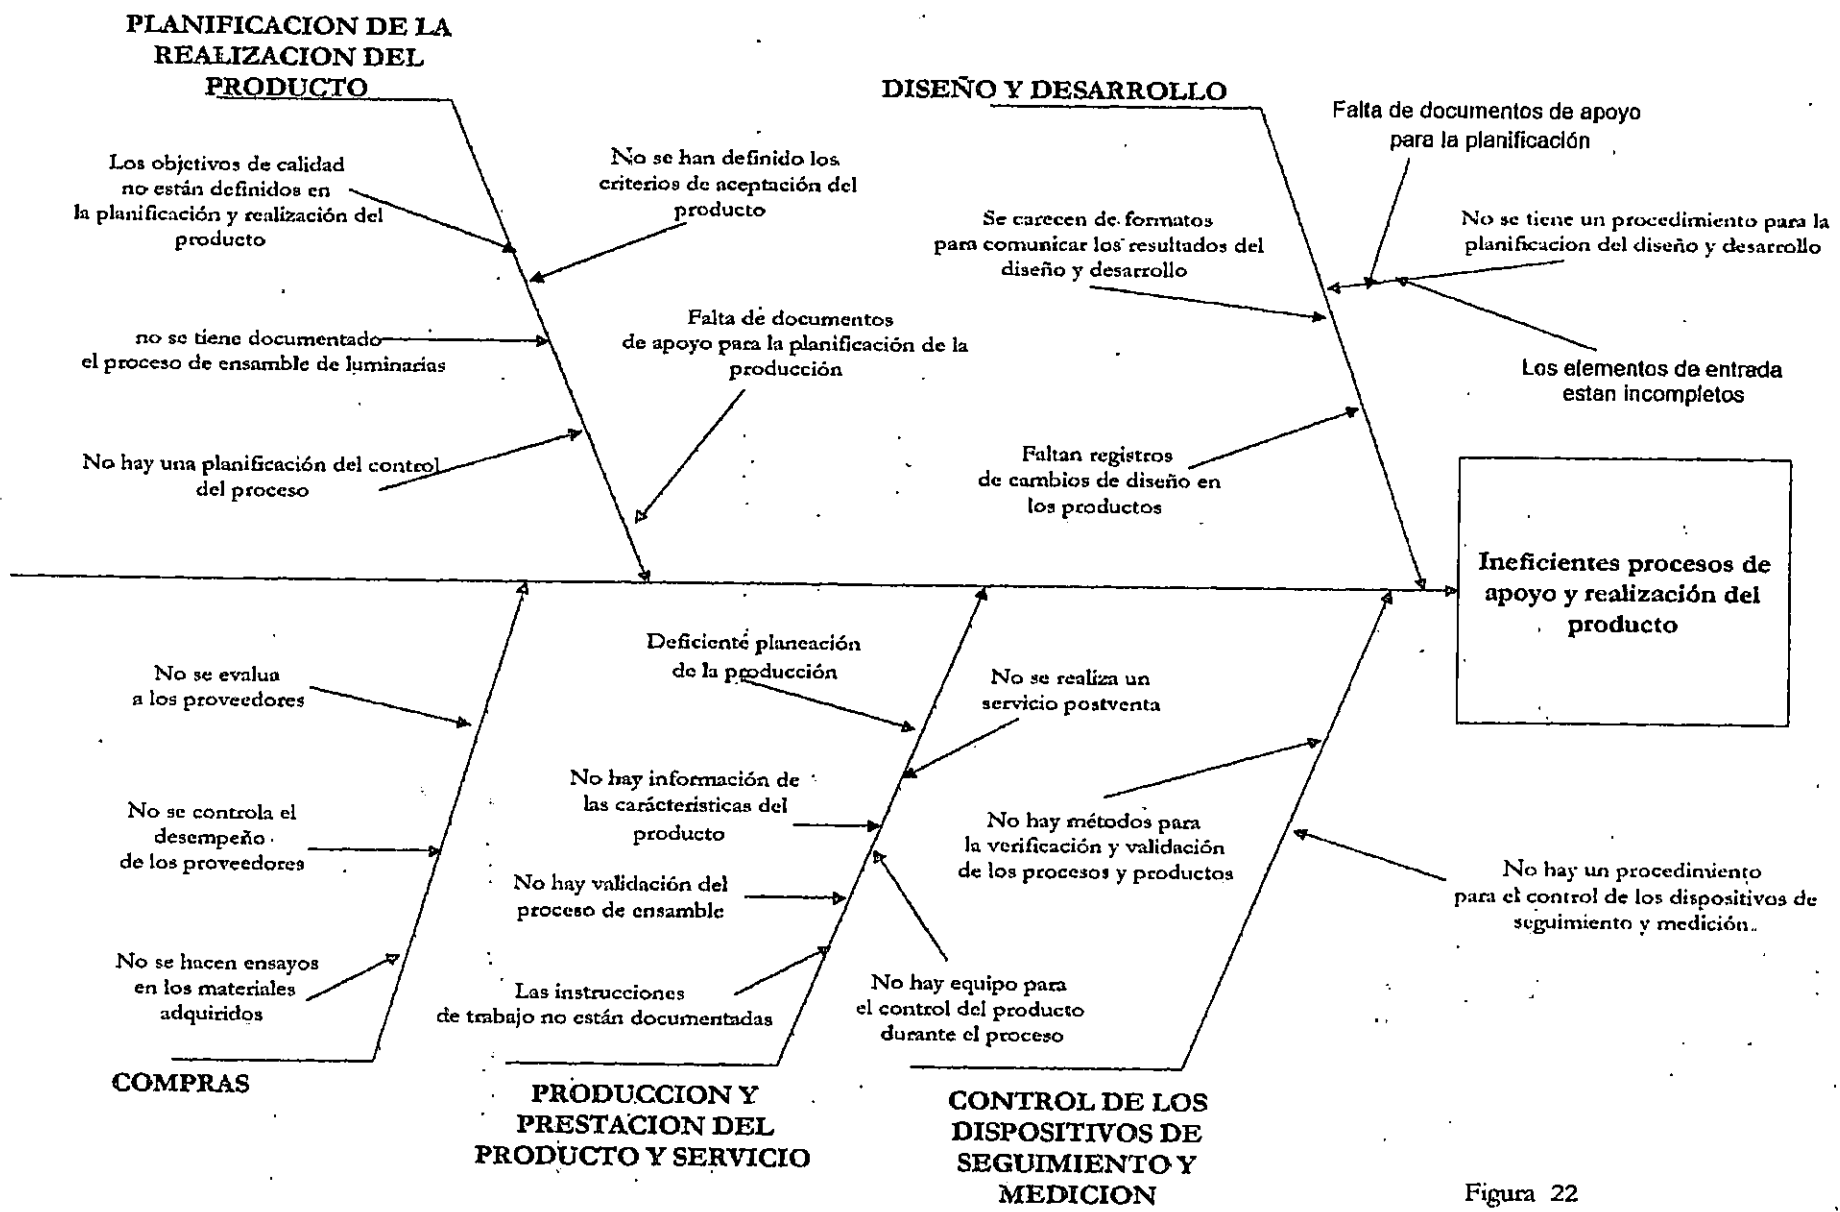 PLANIFICACION DE LA
REALIZACION DEL
PRODUCTO
DISEÑO Y DESARROLLO
Los objetivos de calidad
no están definidos en
la planificación y realización del
producto
No se han definido los
criterios de aceptación del
producto
no se tiene documentado
el proceso de ensamble de luminarias
Falta de documentos
de apoyo para la planificación de la
producción
No hay una planificación del control
del proceso
Falta de documentos de apoyo
para la planificación
Se carecen de formatos
para comunicar los resultados del
diseño y desarrollo
No se tiene un procedimiento para la
planificacion del diseño y desarrollo
Los elementos de entrada
estan incompletos
Faltan registros
de cambios de diseño en
los productos
Ineficientes procesos de
apoyo y realización del
producto
No se evalua
a los proveedores
No se controla el
desempeño
de los proveedores
No se hacen ensayos
en los materiales
adquiridos
Deficiente planeación
de la producción
No se realiza un
servicio postventa
No hay información de
las carácteristicas del
producto
No hay validación del
proceso de ensamble
Las instrucciones
de trabajo no están documentadas
No hay equipo para
el control del producto
durante el proceso
No hay métodos para
la verificación y validación
de los procesos y productos
No hay un procedimiento
para el control de los dispositivos de
seguimiento y medición.
COMPRAS
PRODUCCION Y
PRESTACION DEL
PRODUCTO Y SERVICIO
CONTROL DE LOS
DISPOSITIVOS DE
SEGUIMIENTO Y
MEDICION
Figura 22